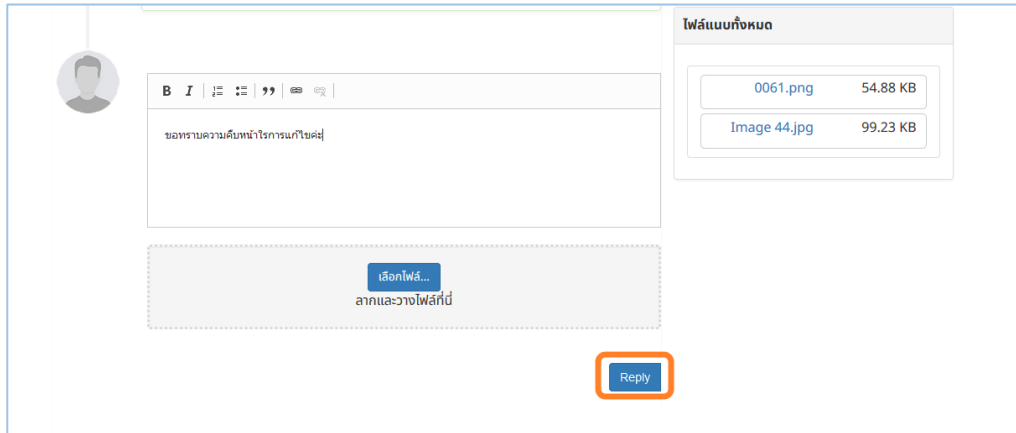 ไฟล์แนบทั้งหมด
0061.png 54.88 KB
Image 44.jpg 99.23 KB
B I
ขอทราบความคืบหน้าใรการแก้ไขค่ะ
เลือกไฟล์...
ลากและวางไฟล์ที่นี่
Reply